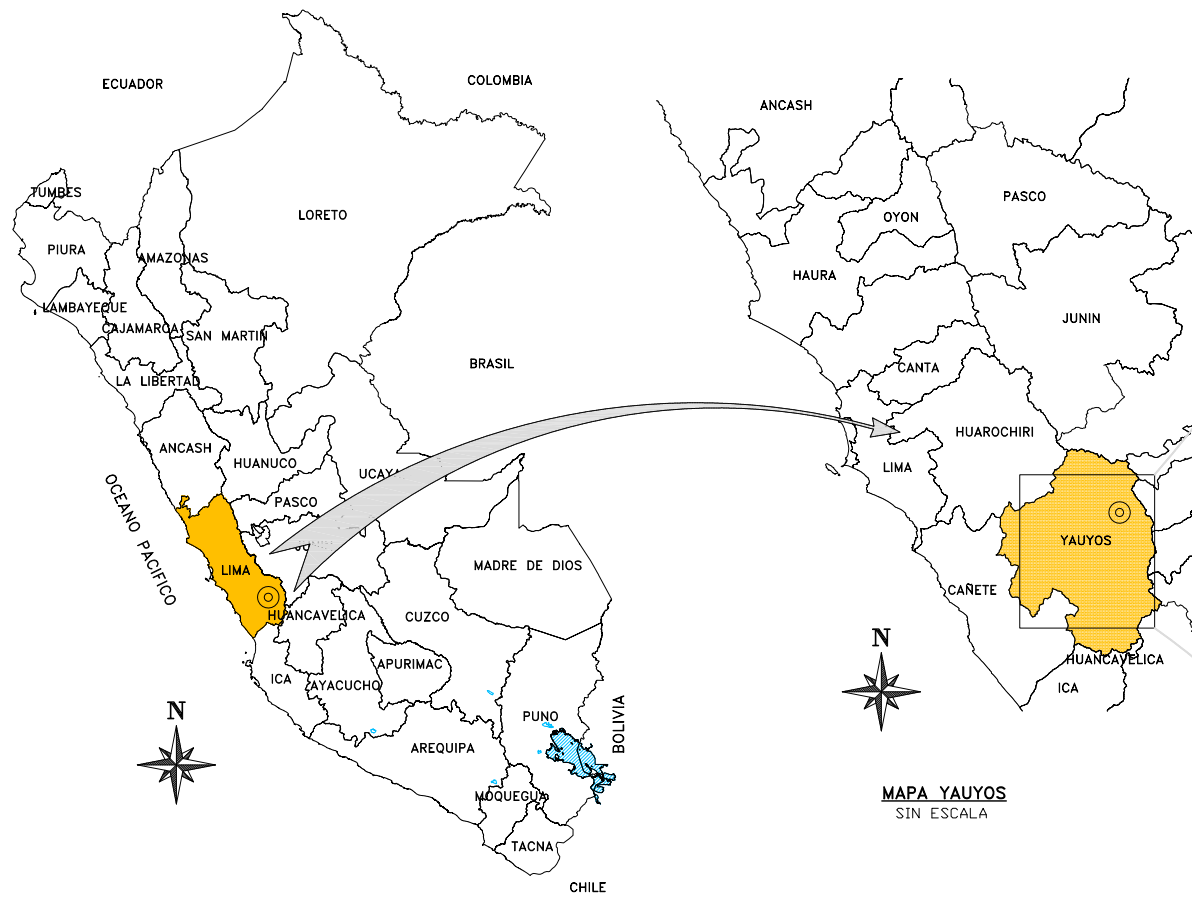 ECUADOR
COLOMBIA
TUMBES
LORETO
PIURA
AMAZONAS
LAMBAYEQUE
CAJAMARCA
SAN MARTIN
BRASIL
LA LIBERTAD
ANCASH
HUANUCO
UCAYA
PASCO
OCEANO PACIFICO
LIMA
MADRE DE DIOS
HUANCAVELICA
CUZCO
APURIMAC
ICA
AYACUCHO
PUNO
BOLIVIA
AREQUIPA
MOQUEGUA
TACNA
CHILE
N
ANCASH
PASCO
OYON
HAURA
JUNIN
CANTA
HUAROCHIRI
LIMA
YAUYOS
CAÑETE
HUANCAVELICA
ICA
N
MAPA YAUYOS
SIN ESCALA